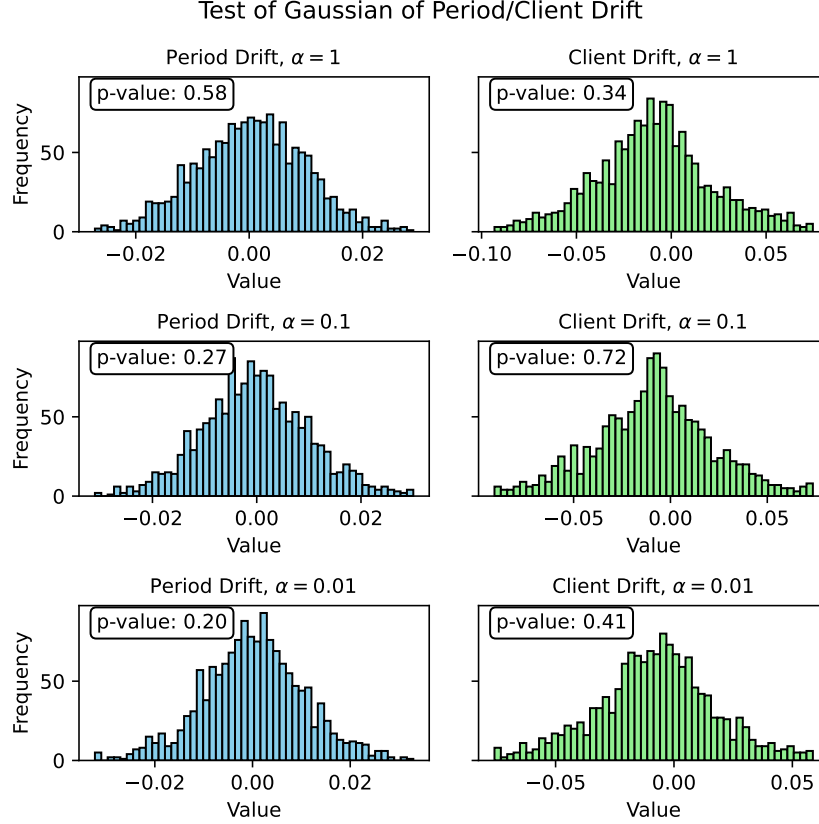 Test of Gaussian of Period/Client Drift
Period Drift, α = 1
p-value: 0.58
Frequency
50
0
−0.02 0.00 0.02
Value
Client Drift, α = 1
p-value: 0.34
−0.10 −0.05 0.00 0.05
Value
Period Drift, α = 0.1
p-value: 0.27
Frequency
50
0
−0.02 0.00 0.02
Value
Client Drift, α = 0.1
p-value: 0.72
−0.05 0.00 0.05
Value
Period Drift, α = 0.01
p-value: 0.20
Frequency
50
0
−0.02 0.00 0.02
Value
Client Drift, α = 0.01
p-value: 0.41
−0.05 0.00 0.05
Value